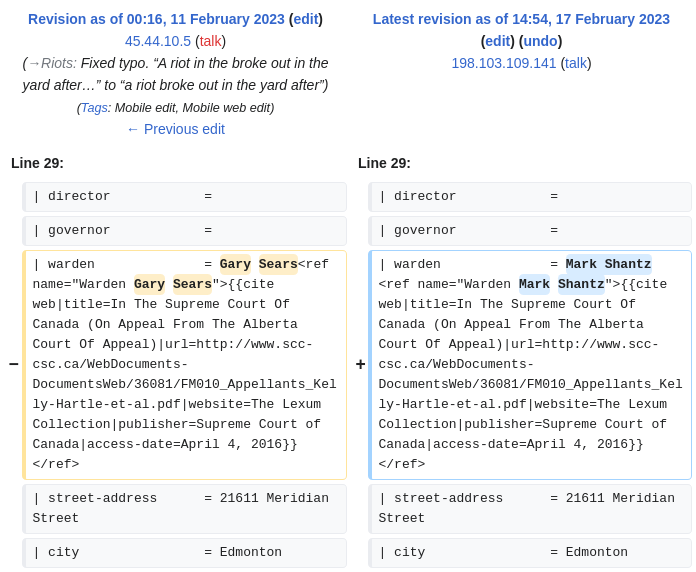 Revision as of 00:16, 11 February 2023 (edit)
45.44.10.5 (talk)
(→Riots: Fixed typo. “A riot in the broke out in the
yard after…” to “a riot broke out in the yard after”)
(Tags: Mobile edit, Mobile web edit)
← Previous edit
Latest revision as of 14:54, 17 February 2023
(edit) (undo)
198.103.109.141 (talk)
Line 29:
| director            =
| governor            =
− | warden              = Gary Sears<ref
name="Warden Gary Sears">{{cite
web|title=In The Supreme Court Of
Canada (On Appeal From The Alberta
Court Of Appeal)|url=http://www.scc-
csc.ca/WebDocuments-
DocumentsWeb/36081/FM010_Appellants_Kel
ly-Hartle-et-al.pdf|website=The Lexum
Collection|publisher=Supreme Court of
Canada|access-date=April 4, 2016}}
</ref>
| street-address      = 21611 Meridian
Street
| city                = Edmonton
Line 29:
| director            =
| governor            =
+ | warden              = Mark Shantz
<ref name="Warden Mark Shantz">{{cite
web|title=In The Supreme Court Of
Canada (On Appeal From The Alberta
Court Of Appeal)|url=http://www.scc-
csc.ca/WebDocuments-
DocumentsWeb/36081/FM010_Appellants_Kel
ly-Hartle-et-al.pdf|website=The Lexum
Collection|publisher=Supreme Court of
Canada|access-date=April 4, 2016}}
</ref>
| street-address      = 21611 Meridian
Street
| city                = Edmonton